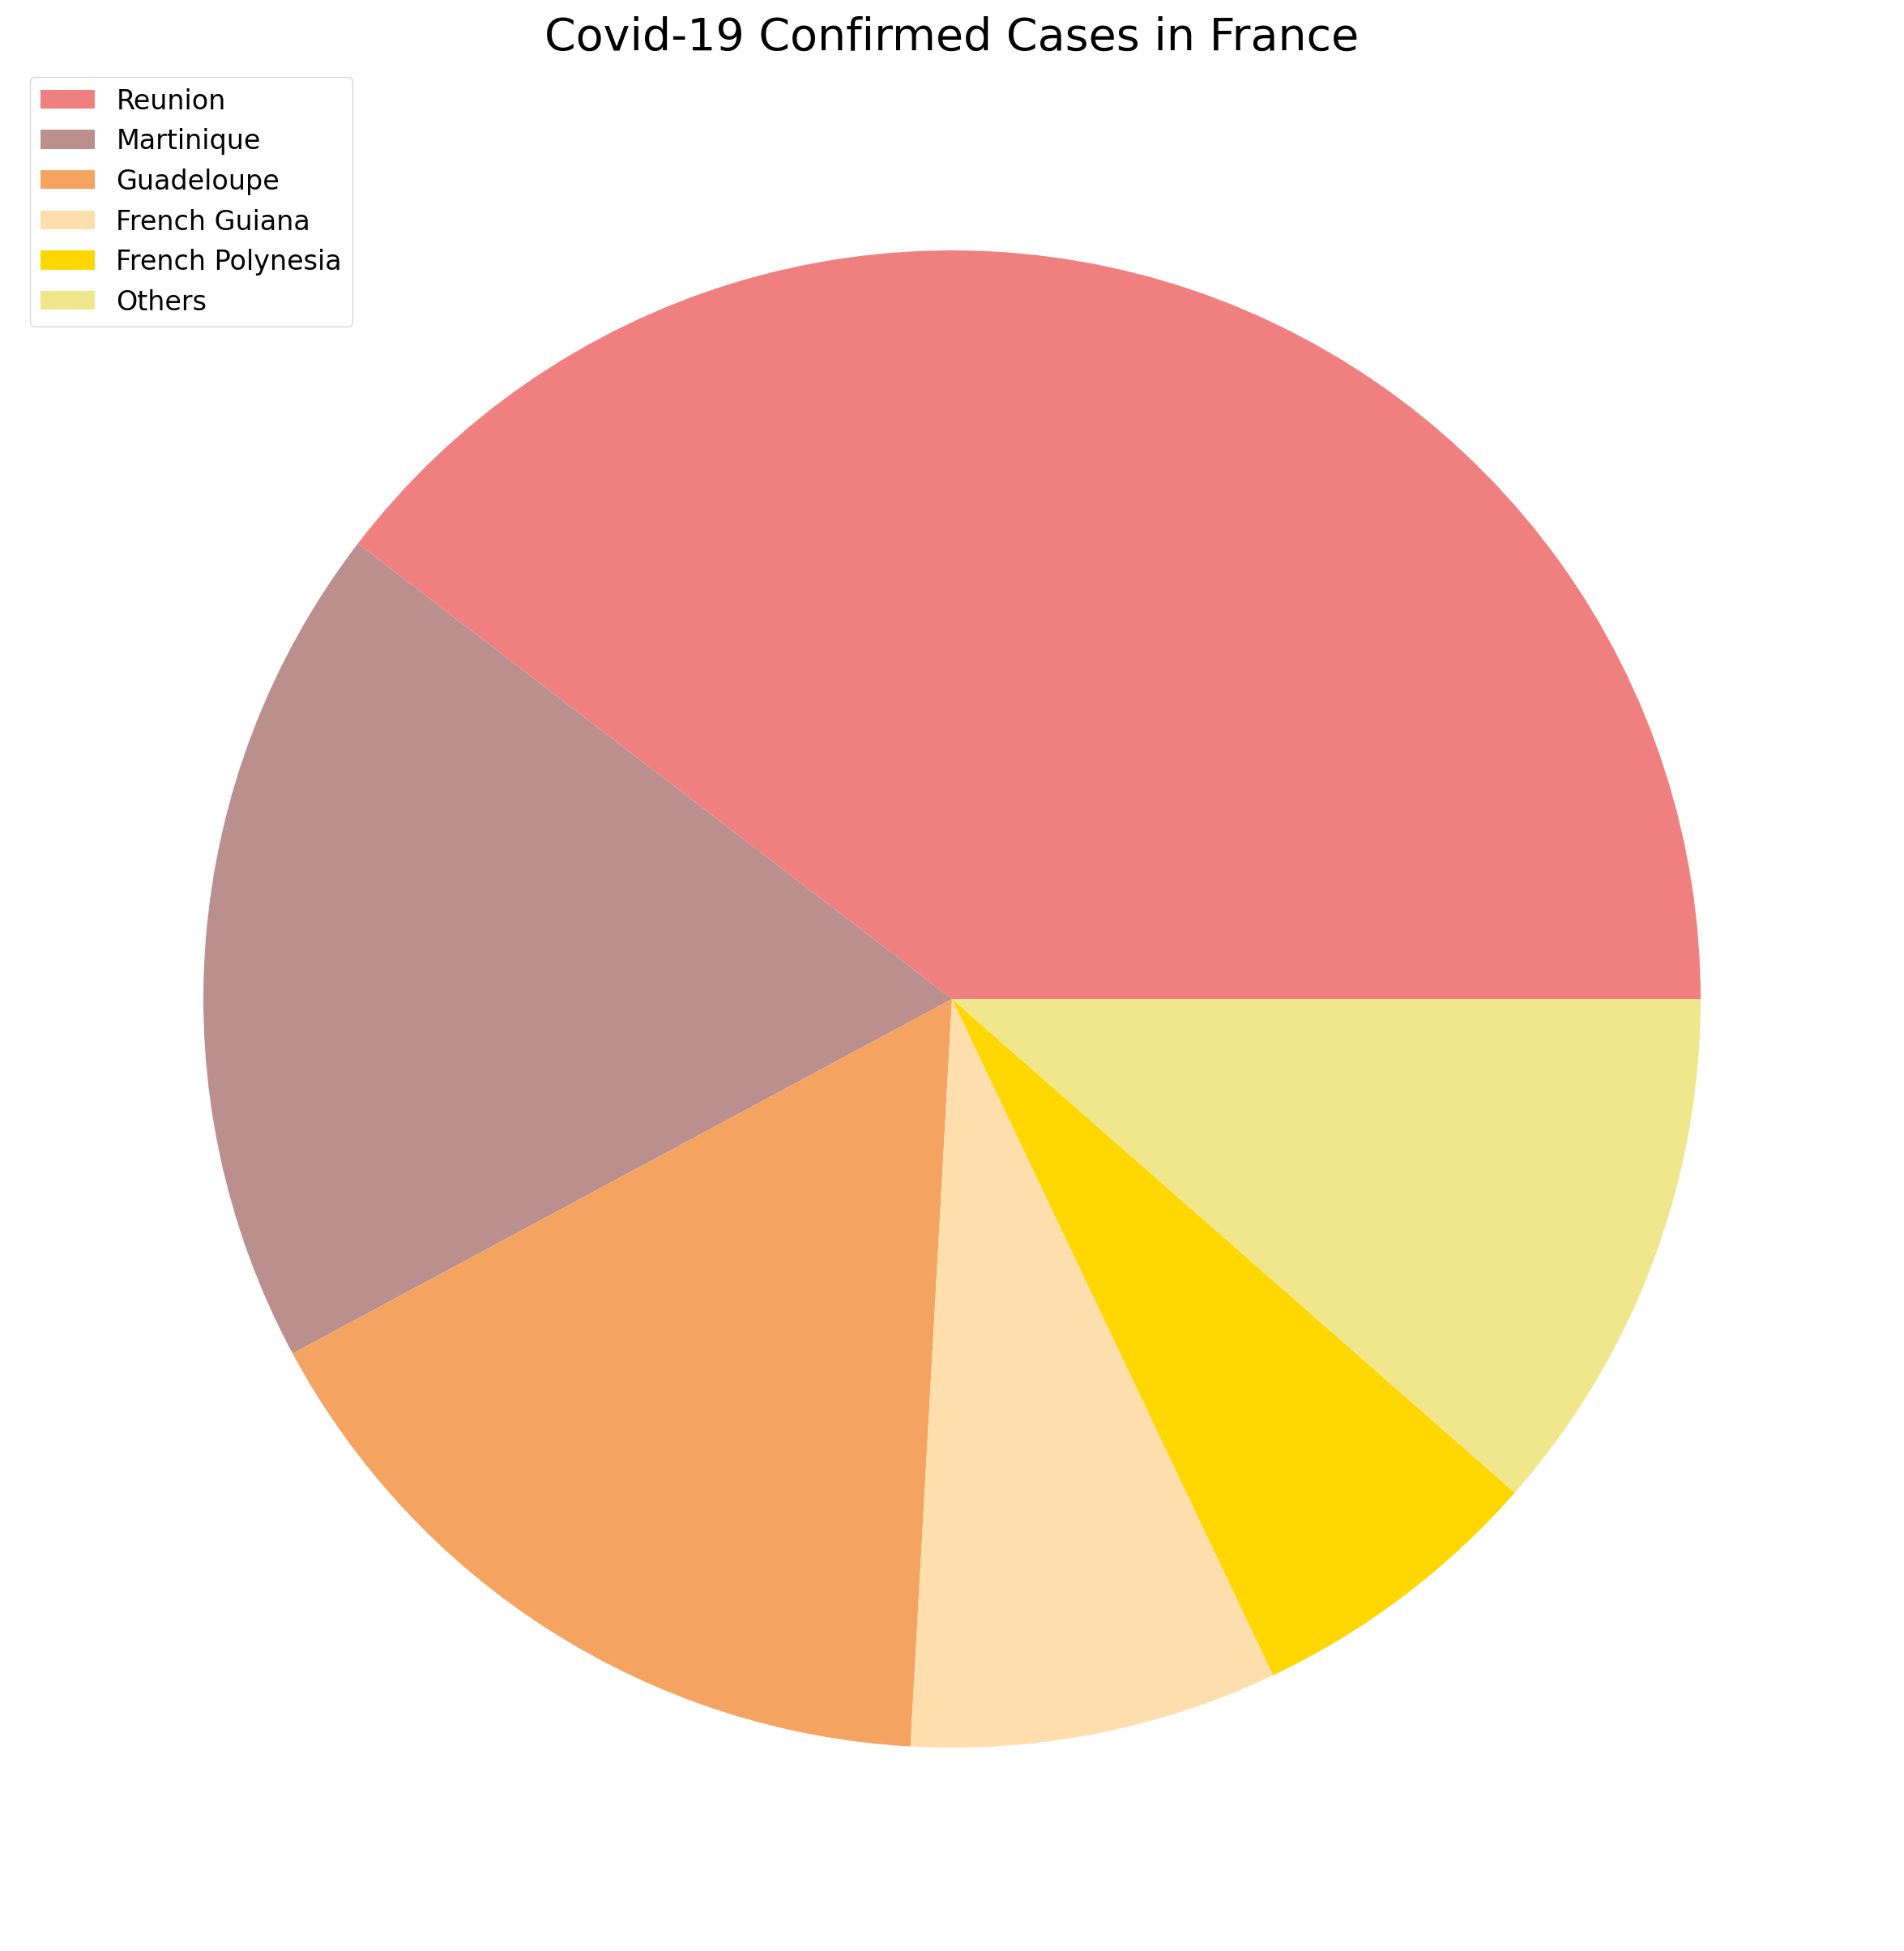 Covid-19 Confirmed Cases in France
Reunion
Martinique
Guadeloupe
French Guiana
French Polynesia
Others